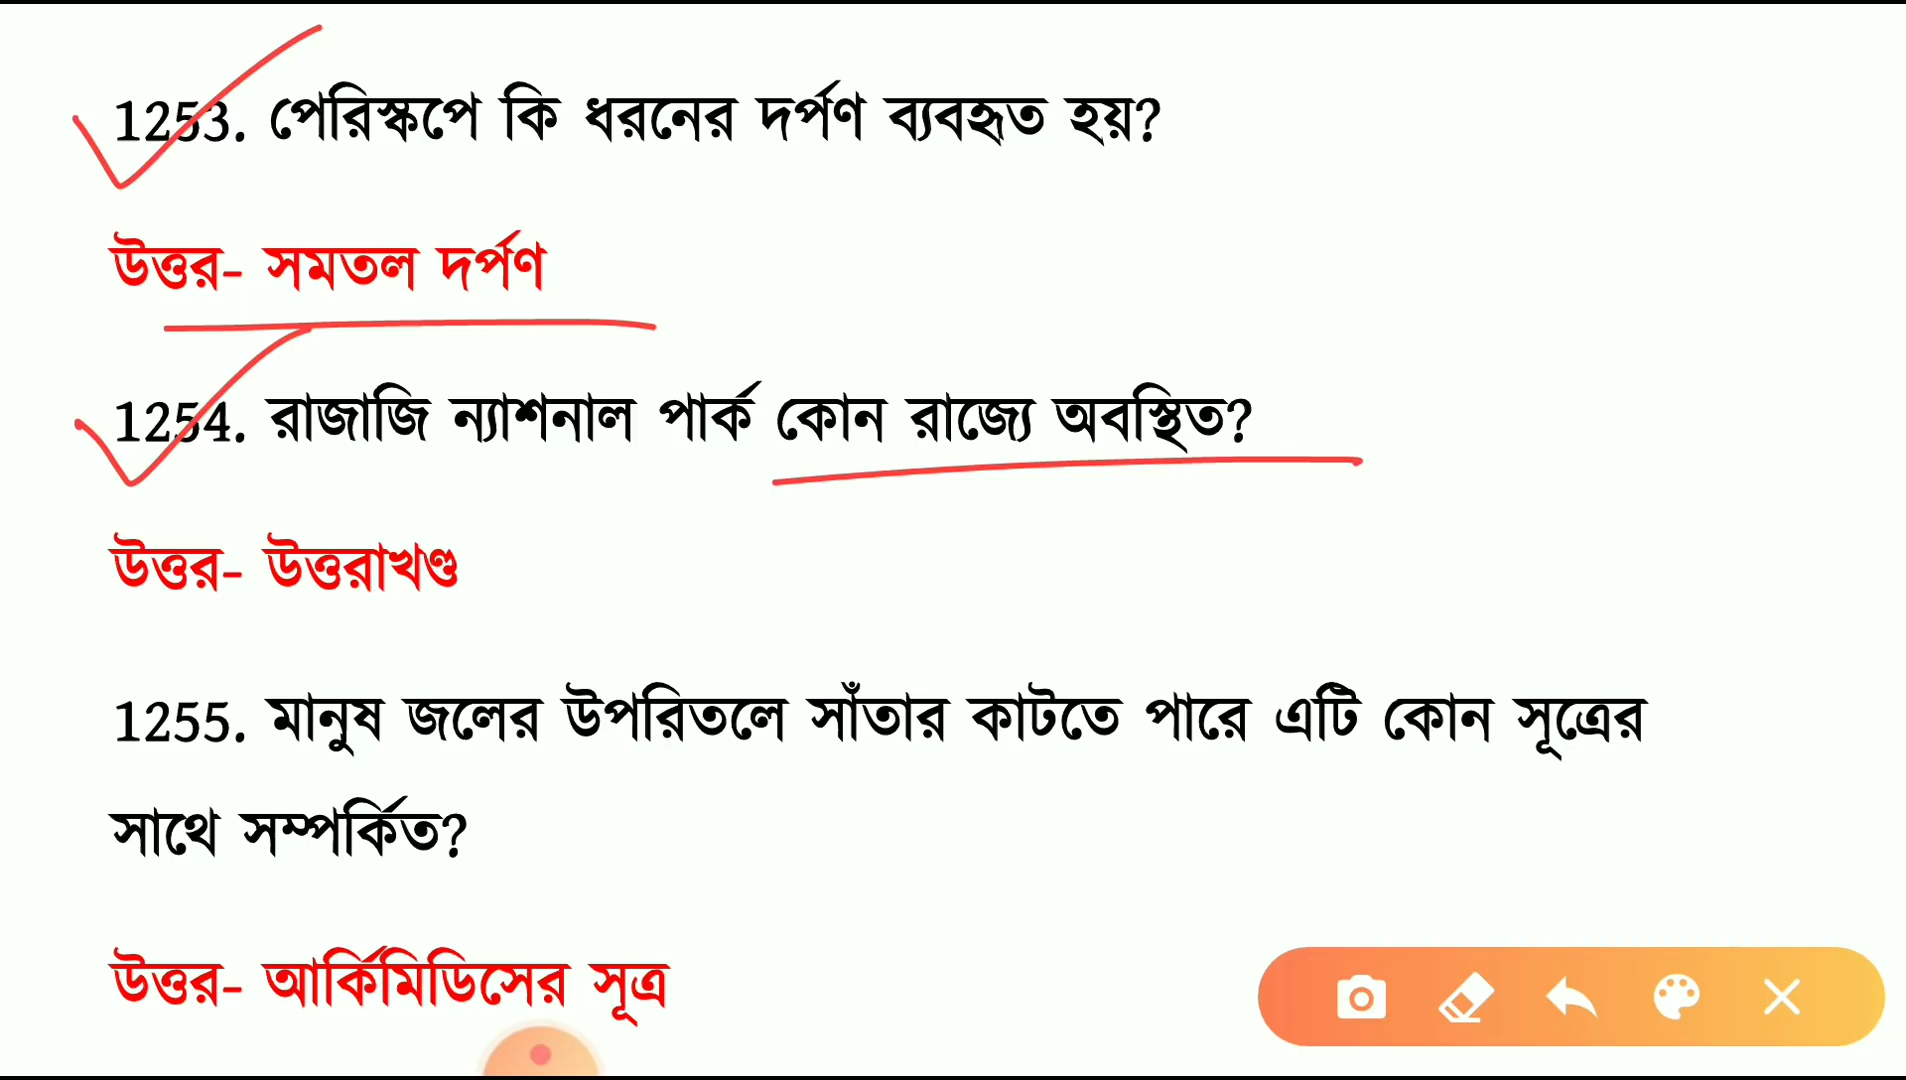 1253. পেরিস্কপে কি ধরনের দর্পণ ব্যবহৃত হয়?
উত্তর- সমতল দর্পণ
1254. রাজাজি ন্যাশনাল পার্ক কোন রাজ্যে অবস্থিত?
উত্তর- উত্তরাখণ্ড
1255. মানুষ জলের উপরিতলে সাঁতার কাটতে পারে এটি কোন সূত্রের
সাথে সম্পর্কিত?
উত্তর- আর্কিমিডিসের সূত্র